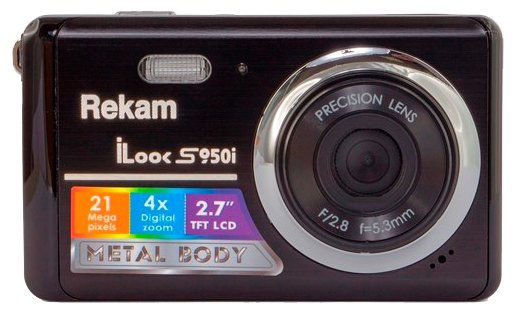 Rekam
iLook S950i
PRECISION LENS
F/2.8 f=5.3mm
21
Mega
pixels
4x
Digital
zoom
2.7"
TFT LCD
METAL BODY